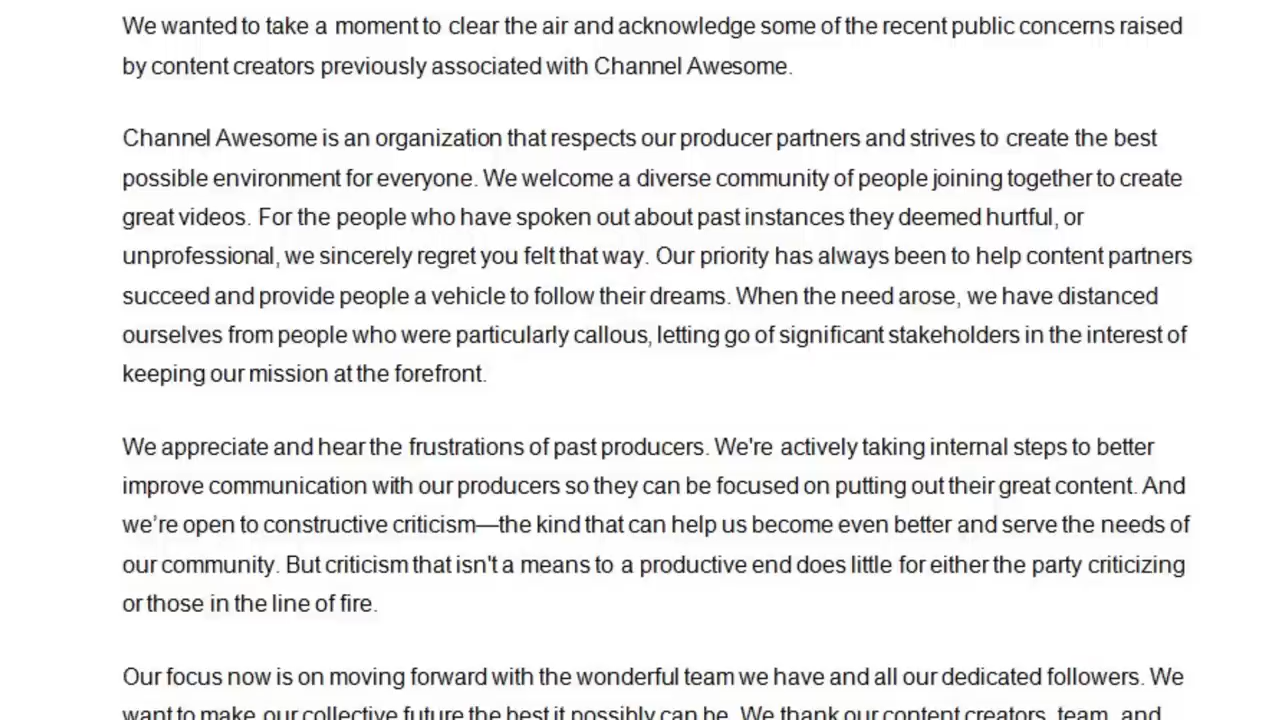 We wanted to take a moment to clear the air and acknowledge some of the recent public concerns raised
by content creators previously associated with Channel Awesome.
Channel Awesome is an organization that respects our producer partners and strives to create the best
possible environment for everyone. We welcome a diverse community of people joining together to create
great videos. For the people who have spoken out about past instances they deemed hurtful, or
unprofessional, we sincerely regret you felt that way. Our priority has always been to help content partners
succeed and provide people a vehicle to follow their dreams. When the need arose, we have distanced
ourselves from people who were particularly callous, letting go of significant stakeholders in the interest of
keeping our mission at the forefront.
We appreciate and hear the frustrations of past producers. We're actively taking internal steps to better
improve communication with our producers so they can be focused on putting out their great content. And
we’re open to constructive criticism—the kind that can help us become even better and serve the needs of
our community. But criticism that isn't a means to a productive end does little for either the party criticizing
or those in the line of fire.
Our focus now is on moving forward with the wonderful team we have and all our dedicated followers. We
want to make our collective future the best it possibly can be. We thank our content creators, team, and